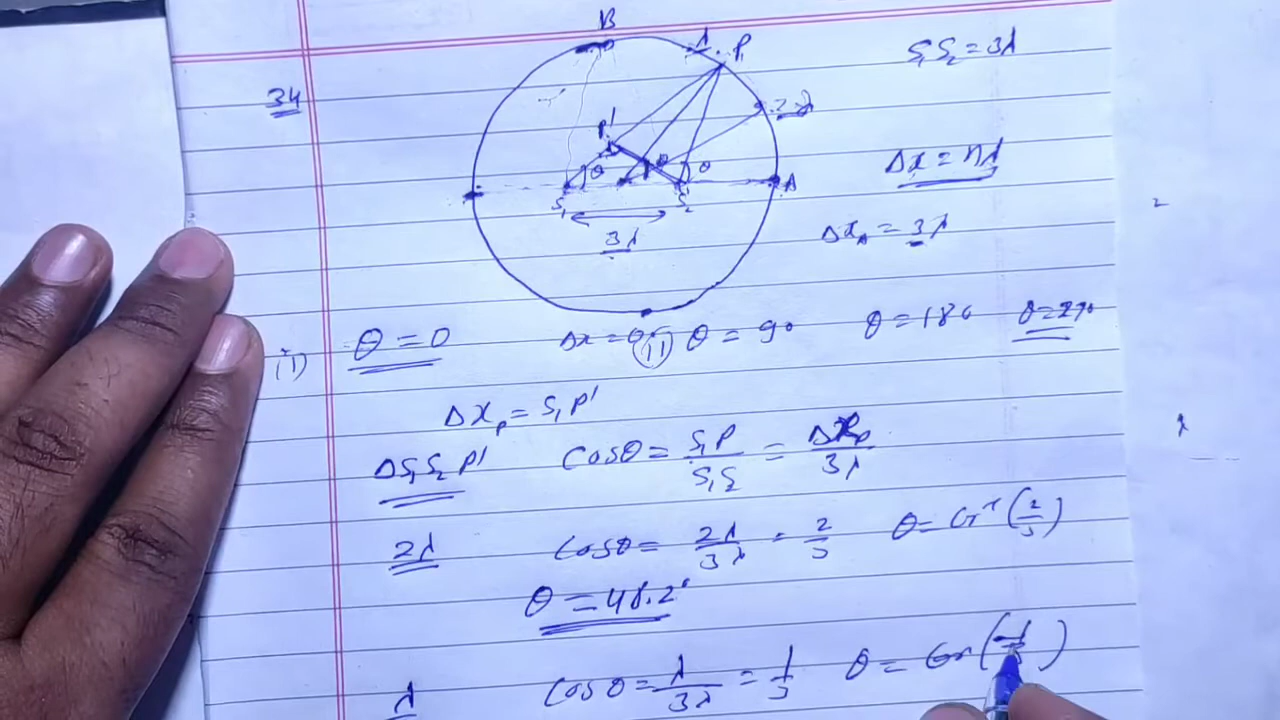 B
λ P₁ S₁S₂ = 3λ
34
2λ
P'
Δx = nλ
θ θ θ A
S₁ S₂
3λ Δx_A = 3λ
(i) θ = 0 Δx = 0 (ii) θ = 90 θ = 180 θ = 270
Δx_P = S₁P'
ΔS₁S₂P' Cosθ = S₁P / S₁S₂ = Δx_P / 3λ
2λ Cosθ = 2λ / 3λ = 2/3 θ = Cos⁻¹(2/3)
θ = 48.2°
λ Cosθ = λ / 3λ = 1/3 θ = Cos(1/3)